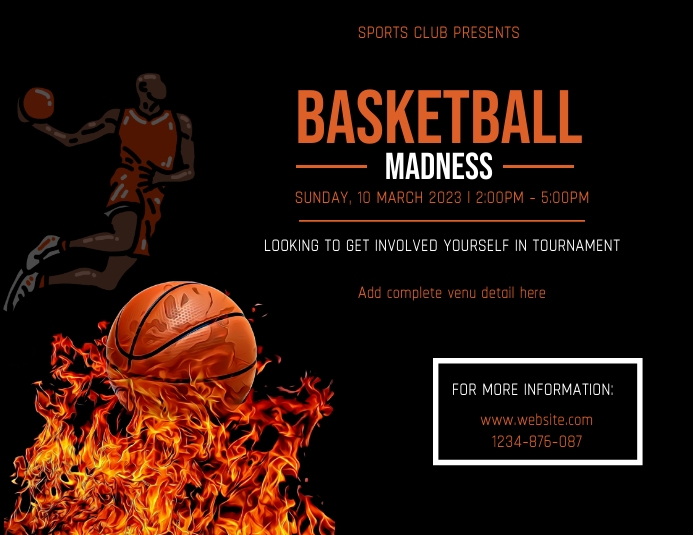 SPORTS CLUB PRESENTS
BASKETBALL
MADNESS
SUNDAY, 10 MARCH 2023 | 2:00PM - 5:00PM
LOOKING TO GET INVOLVED YOURSELF IN TOURNAMENT
Add complete venu detail here
FOR MORE INFORMATION:
www.website.com
1234-876-087